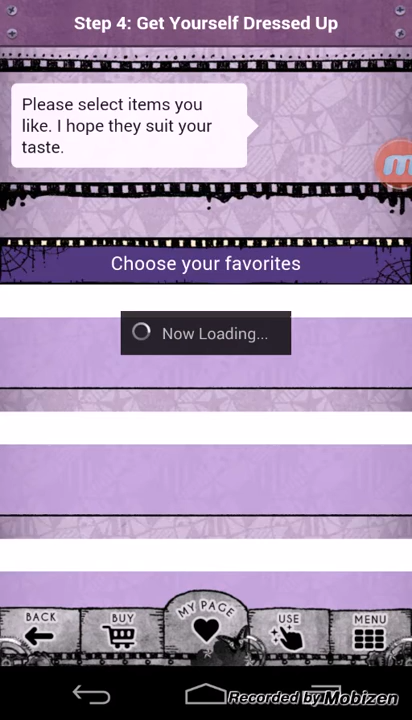 Step 4: Get Yourself Dressed Up
Please select items you
like. I hope they suit your
taste.
Choose your favorites
Now Loading...
BACK
BUY
MY PAGE
USE
MENU
Recorded by Mobizen